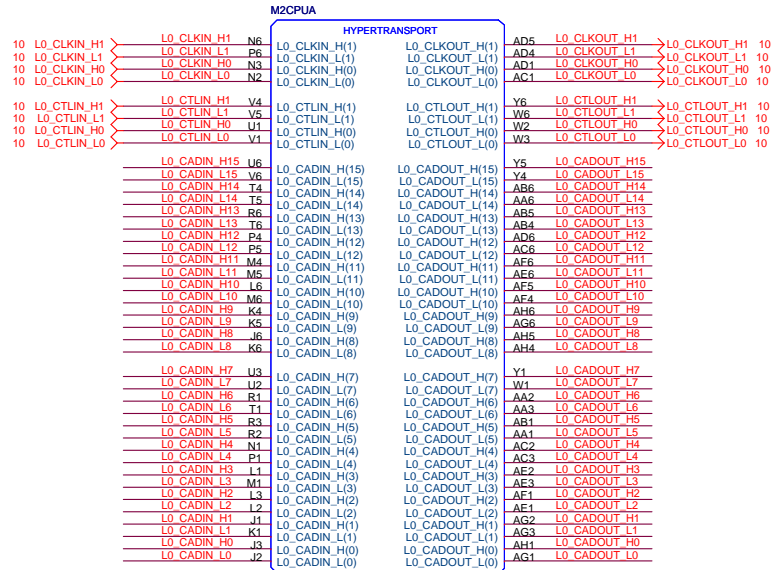 M2CPUA
HYPERTRANSPORT
10 L0_CLKIN_H1 L0_CLKIN_H1 N6 L0_CLKIN_H(1) L0_CLKOUT_H(1) AD5 L0_CLKOUT_H1 L0_CLKOUT_H1 10
10 L0_CLKIN_L1 L0_CLKIN_L1 P6 L0_CLKIN_L(1) L0_CLKOUT_L(1) AD4 L0_CLKOUT_L1 L0_CLKOUT_L1 10
10 L0_CLKIN_H0 L0_CLKIN_H0 N3 L0_CLKIN_H(0) L0_CLKOUT_H(0) AD1 L0_CLKOUT_H0 L0_CLKOUT_H0 10
10 L0_CLKIN_L0 L0_CLKIN_L0 N2 L0_CLKIN_L(0) L0_CLKOUT_L(0) AC1 L0_CLKOUT_L0 L0_CLKOUT_L0 10
10 L0_CTLIN_H1 L0_CTLIN_H1 V4 L0_CTLIN_H(1) L0_CTLOUT_H(1) Y6 L0_CTLOUT_H1 L0_CTLOUT_H1 10
10 L0_CTLIN_L1 L0_CTLIN_L1 V5 L0_CTLIN_L(1) L0_CTLOUT_L(1) W6 L0_CTLOUT_L1 L0_CTLOUT_L1 10
10 L0_CTLIN_H0 L0_CTLIN_H0 U1 L0_CTLIN_H(0) L0_CTLOUT_H(0) W2 L0_CTLOUT_H0 L0_CTLOUT_H0 10
10 L0_CTLIN_L0 L0_CTLIN_L0 V1 L0_CTLIN_L(0) L0_CTLOUT_L(0) W3 L0_CTLOUT_L0 L0_CTLOUT_L0 10
L0_CADIN_H15 U6 L0_CADIN_H(15) L0_CADOUT_H(15) Y5 L0_CADOUT_H15
L0_CADIN_L15 V6 L0_CADIN_L(15) L0_CADOUT_L(15) Y4 L0_CADOUT_L15
L0_CADIN_H14 T4 L0_CADIN_H(14) L0_CADOUT_H(14) AB6 L0_CADOUT_H14
L0_CADIN_L14 T5 L0_CADIN_L(14) L0_CADOUT_L(14) AA6 L0_CADOUT_L14
L0_CADIN_H13 R6 L0_CADIN_H(13) L0_CADOUT_H(13) AB5 L0_CADOUT_H13
L0_CADIN_L13 T6 L0_CADIN_L(13) L0_CADOUT_L(13) AB4 L0_CADOUT_L13
L0_CADIN_H12 P4 L0_CADIN_H(12) L0_CADOUT_H(12) AD6 L0_CADOUT_H12
L0_CADIN_L12 P5 L0_CADIN_L(12) L0_CADOUT_L(12) AC6 L0_CADOUT_L12
L0_CADIN_H11 M4 L0_CADIN_H(11) L0_CADOUT_H(11) AF6 L0_CADOUT_H11
L0_CADIN_L11 M5 L0_CADIN_L(11) L0_CADOUT_L(11) AE6 L0_CADOUT_L11
L0_CADIN_H10 L6 L0_CADIN_H(10) L0_CADOUT_H(10) AF5 L0_CADOUT_H10
L0_CADIN_L10 M6 L0_CADIN_L(10) L0_CADOUT_L(10) AF4 L0_CADOUT_L10
L0_CADIN_H9 K4 L0_CADIN_H(9) L0_CADOUT_H(9) AH6 L0_CADOUT_H9
L0_CADIN_L9 K5 L0_CADIN_L(9) L0_CADOUT_L(9) AG6 L0_CADOUT_L9
L0_CADIN_H8 J6 L0_CADIN_H(8) L0_CADOUT_H(8) AH5 L0_CADOUT_H8
L0_CADIN_L8 K6 L0_CADIN_L(8) L0_CADOUT_L(8) AH4 L0_CADOUT_L8
L0_CADIN_H7 U3 L0_CADIN_H(7) L0_CADOUT_H(7) Y1 L0_CADOUT_H7
L0_CADIN_L7 U2 L0_CADIN_L(7) L0_CADOUT_L(7) W1 L0_CADOUT_L7
L0_CADIN_H6 R1 L0_CADIN_H(6) L0_CADOUT_H(6) AA2 L0_CADOUT_H6
L0_CADIN_L6 T1 L0_CADIN_L(6) L0_CADOUT_L(6) AA3 L0_CADOUT_L6
L0_CADIN_H5 R3 L0_CADIN_H(5) L0_CADOUT_H(5) AB1 L0_CADOUT_H5
L0_CADIN_L5 R2 L0_CADIN_L(5) L0_CADOUT_L(5) AA1 L0_CADOUT_L5
L0_CADIN_H4 N1 L0_CADIN_H(4) L0_CADOUT_H(4) AC2 L0_CADOUT_H4
L0_CADIN_L4 P1 L0_CADIN_L(4) L0_CADOUT_L(4) AC3 L0_CADOUT_L4
L0_CADIN_H3 L1 L0_CADIN_H(3) L0_CADOUT_H(3) AE2 L0_CADOUT_H3
L0_CADIN_L3 M1 L0_CADIN_L(3) L0_CADOUT_L(3) AE3 L0_CADOUT_L3
L0_CADIN_H2 L3 L0_CADIN_H(2) L0_CADOUT_H(2) AF1 L0_CADOUT_H2
L0_CADIN_L2 L2 L0_CADIN_L(2) L0_CADOUT_L(2) AE1 L0_CADOUT_L2
L0_CADIN_H1 J1 L0_CADIN_H(1) L0_CADOUT_H(1) AG2 L0_CADOUT_H1
L0_CADIN_L1 K1 L0_CADIN_L(1) L0_CADOUT_L(1) AG3 L0_CADOUT_L1
L0_CADIN_H0 J3 L0_CADIN_H(0) L0_CADOUT_H(0) AH1 L0_CADOUT_H0
L0_CADIN_L0 J2 L0_CADIN_L(0) L0_CADOUT_L(0) AG1 L0_CADOUT_L0